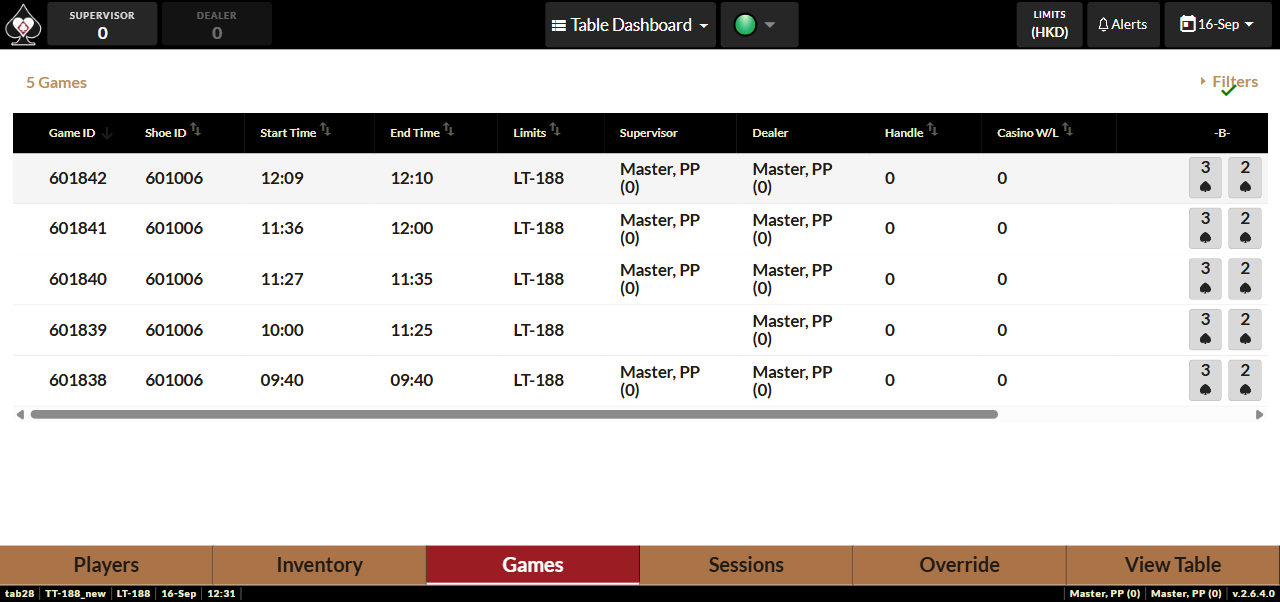 SUPERVISOR DEALER LIMITS
0 0 Table Dashboard (HKD) Alerts 16-Sep
5 Games Filters
Game ID Shoe ID Start Time End Time Limits Supervisor Dealer Handle Casino W/L -B-
601842 601006 12:09 12:10 LT-188 Master, PP (0) Master, PP (0) 0 0 3♠ 2♠
601841 601006 11:36 12:00 LT-188 Master, PP (0) Master, PP (0) 0 0 3♠ 2♠
601840 601006 11:27 11:35 LT-188 Master, PP (0) Master, PP (0) 0 0 3♠ 2♠
601839 601006 10:00 11:25 LT-188 Master, PP (0) 0 0 3♠ 2♠
601838 601006 09:40 09:40 LT-188 Master, PP (0) Master, PP (0) 0 0 3♠ 2♠
Players Inventory Games Sessions Override View Table
tab28 TT-188_new LT-188 16-Sep 12:31 Master, PP (0) Master, PP (0) v.2.6.4.0